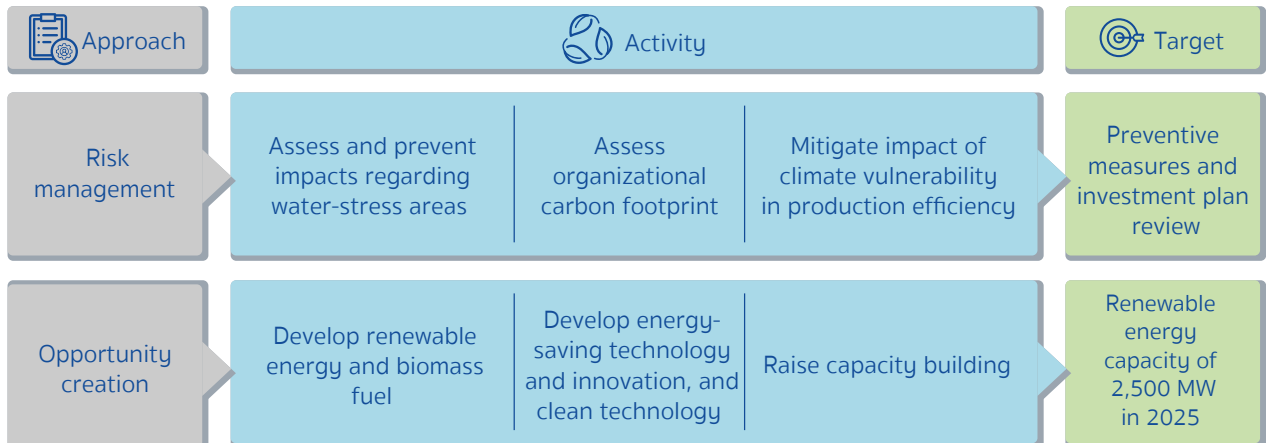 Approach
Activity
Target
Risk
management
Assess and prevent
impacts regarding
water-stress areas
Assess
organizational
carbon footprint
Mitigate impact of
climate vulnerability
in production efficiency
Preventive
measures and
investment plan
review
Opportunity
creation
Develop renewable
energy and biomass
fuel
Develop energy-
saving technology
and innovation, and
clean technology
Raise capacity building
Renewable
energy
capacity of
2,500 MW
in 2025